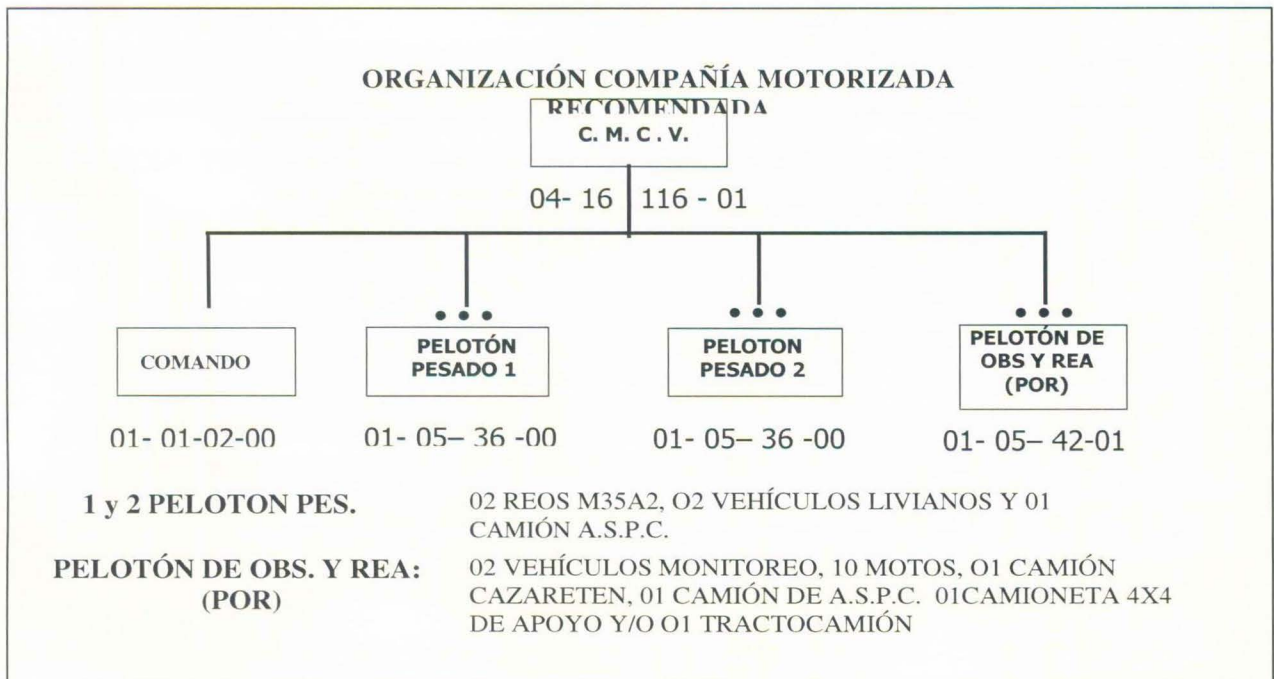 ORGANIZACIÓN COMPAÑÍA MOTORIZADA
RECOMENDADA
C. M. C . V.
04- 16 116 - 01
COMANDO
PELOTÓN
PESADO 1
PELOTON
PESADO 2
PELOTÓN DE
OBS Y REA
(POR)
01- 01-02-00
01- 05– 36 -00
01- 05– 36 -00
01- 05– 42-01
1 y 2 PELOTON PES.
02 REOS M35A2, O2 VEHÍCULOS LIVIANOS Y 01
CAMIÓN A.S.P.C.
PELOTÓN DE OBS. Y REA:
(POR)
02 VEHÍCULOS MONITOREO, 10 MOTOS, O1 CAMIÓN
CAZARETEN, 01 CAMIÓN DE A.S.P.C. 01CAMIONETA 4X4
DE APOYO Y/O O1 TRACTOCAMIÓN